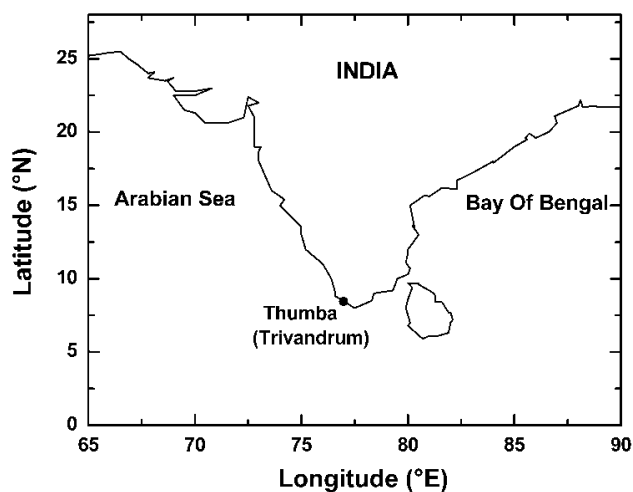 INDIA
Arabian Sea
Bay Of Bengal
Thumba
(Trivandrum)
Latitude (°N)
25
20
15
10
5
0
65 70 75 80 85 90
Longitude (°E)